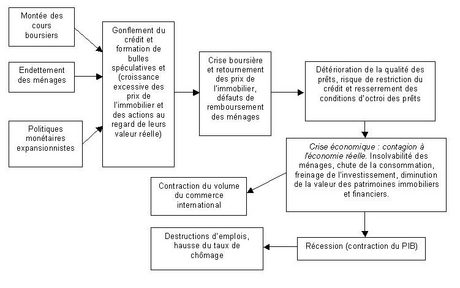 Montée des
cours
boursiers
Endettement
des ménages
Politiques
monétaires
expansionnistes
Gonflement du
crédit et
formation de
bulles
spéculatives et
(croissance
excessive des
prix de
l'immobilier et
des actions au
regard de leurs
valeur réelle)
Crise boursière
et retournement
des prix de
l'immobilier,
défauts de
remboursement
des ménages
Détérioration de la qualité des
prêts, risque de restriction du
crédit et resserrement des
conditions d'octroi des prêts
Crise économique : contagion à
l'économie réelle. Insolvabilité des
ménages, chute de la consommation,
freinage de l'investissement, diminution
de la valeur des patrimoines immobiliers
et financiers.
Contraction du volume
du commerce
international
Récession (contraction du PIB)
Destructions d'emplois,
hausse du taux de
chômage